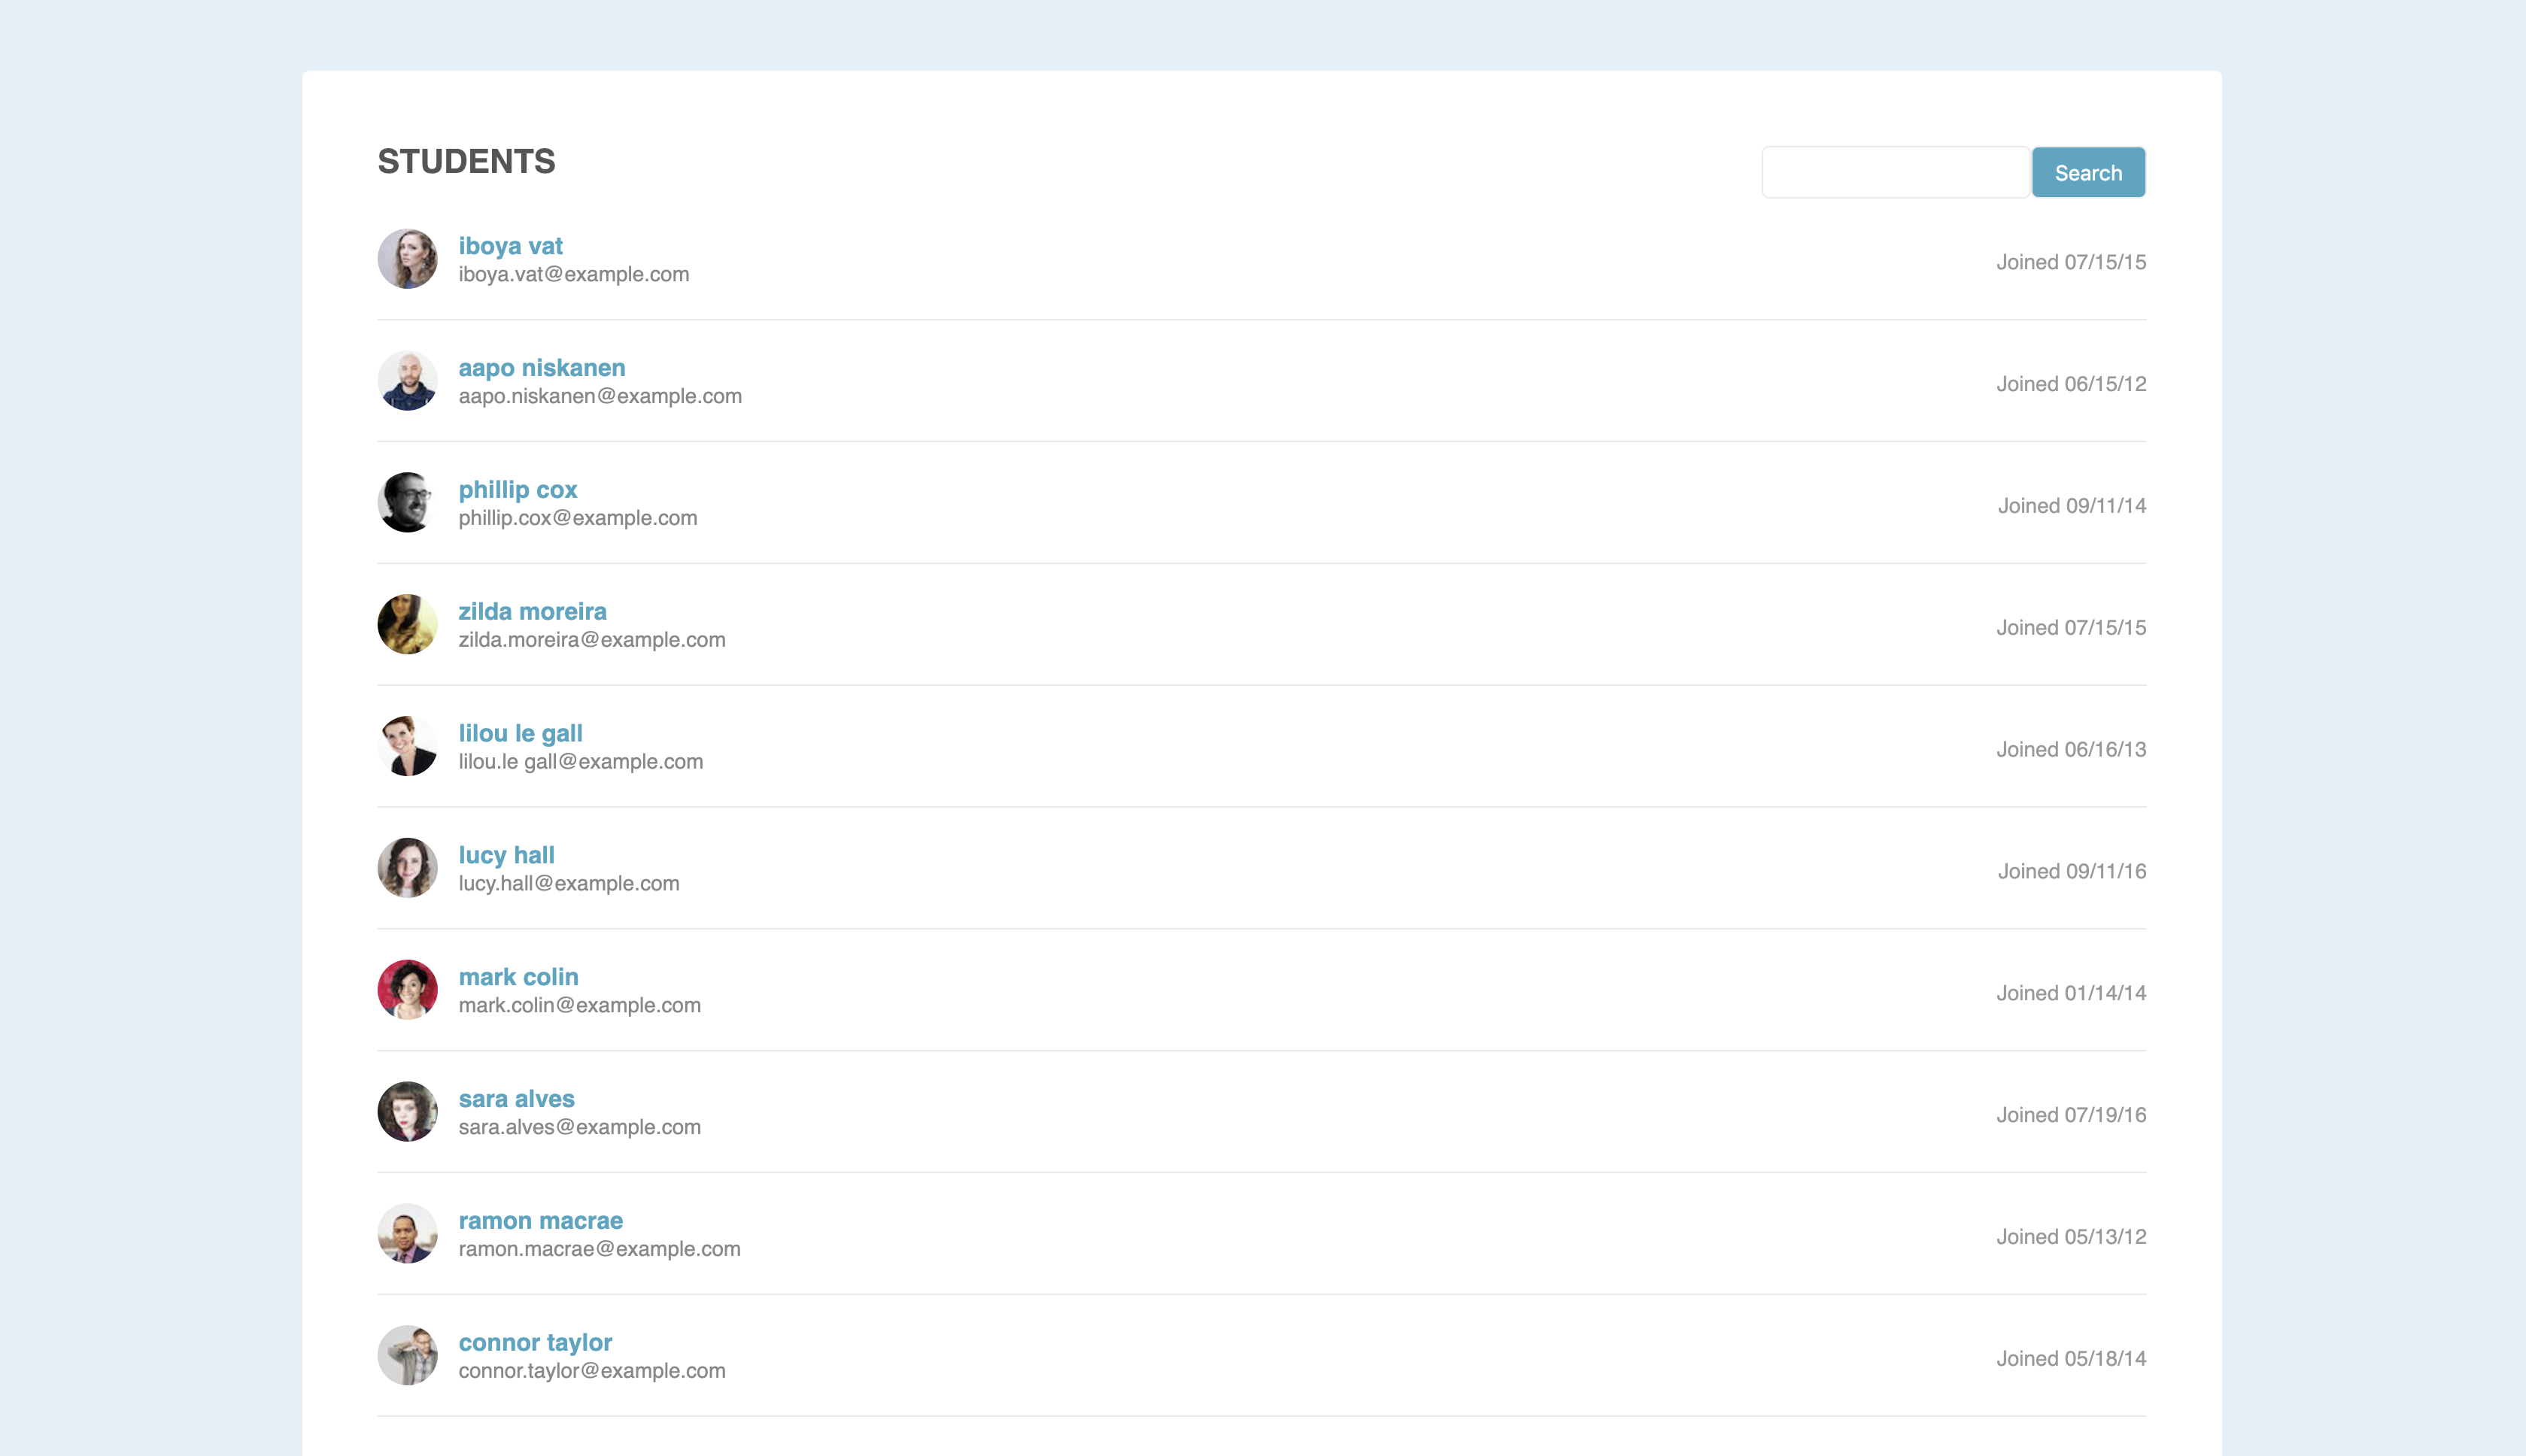 STUDENTS
Search
iboya vat
iboya.vat@example.com
Joined 07/15/15
aapo niskanen
aapo.niskanen@example.com
Joined 06/15/12
phillip cox
phillip.cox@example.com
Joined 09/11/14
zilda moreira
zilda.moreira@example.com
Joined 07/15/15
lilou le gall
lilou.le gall@example.com
Joined 06/16/13
lucy hall
lucy.hall@example.com
Joined 09/11/16
mark colin
mark.colin@example.com
Joined 01/14/14
sara alves
sara.alves@example.com
Joined 07/19/16
ramon macrae
ramon.macrae@example.com
Joined 05/13/12
connor taylor
connor.taylor@example.com
Joined 05/18/14